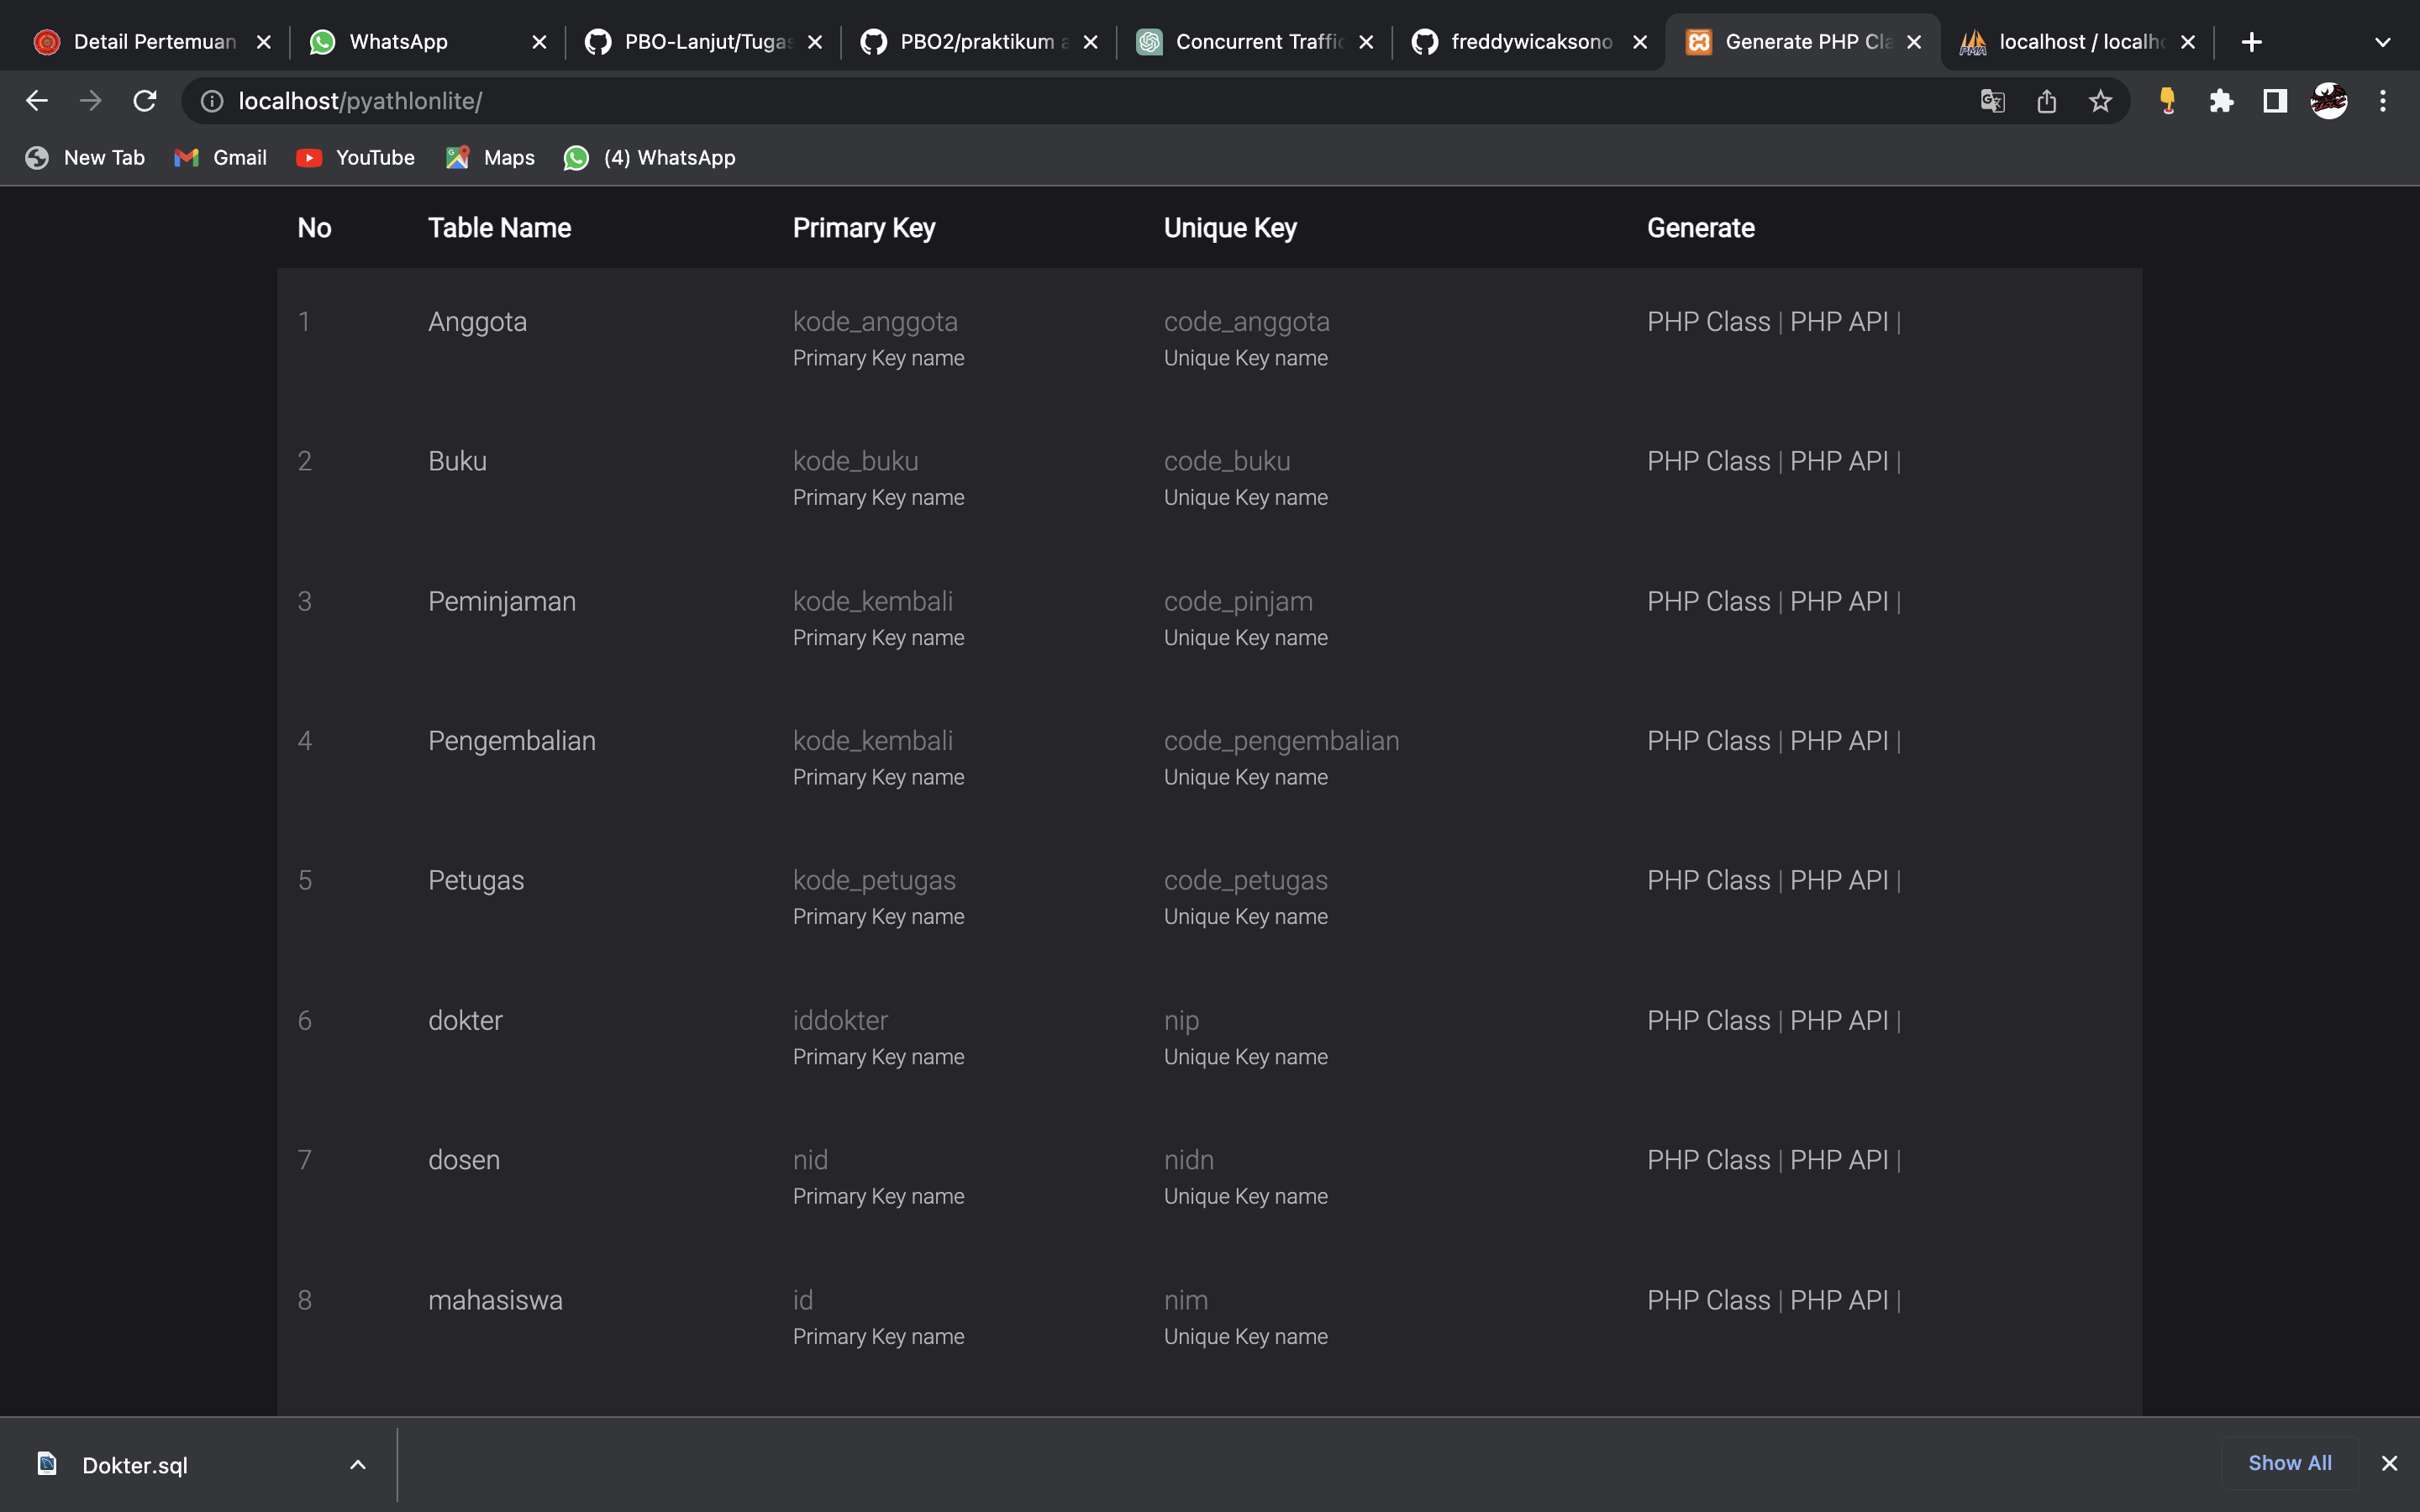 Detail Pertemuan
WhatsApp
PBO-Lanjut/Tugas
PBO2/praktikum a
Concurrent Traffic
freddywicaksono
Generate PHP Cla
localhost / localho
localhost/pyathlonlite/
New Tab
Gmail
YouTube
Maps
(4) WhatsApp
No Table Name Primary Key Unique Key Generate
1 Anggota kode_anggota code_anggota PHP Class | PHP API |
Primary Key name Unique Key name
2 Buku kode_buku code_buku PHP Class | PHP API |
Primary Key name Unique Key name
3 Peminjaman kode_kembali code_pinjam PHP Class | PHP API |
Primary Key name Unique Key name
4 Pengembalian kode_kembali code_pengembalian PHP Class | PHP API |
Primary Key name Unique Key name
5 Petugas kode_petugas code_petugas PHP Class | PHP API |
Primary Key name Unique Key name
6 dokter iddokter nip PHP Class | PHP API |
Primary Key name Unique Key name
7 dosen nid nidn PHP Class | PHP API |
Primary Key name Unique Key name
8 mahasiswa id nim PHP Class | PHP API |
Primary Key name Unique Key name
Dokter.sql
Show All